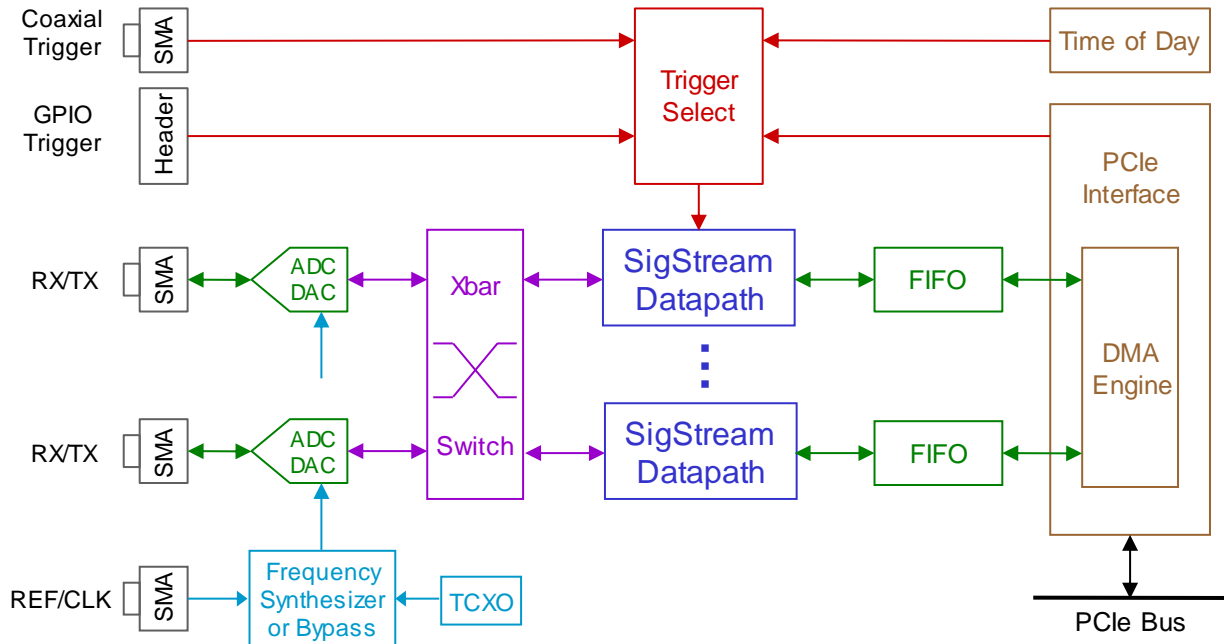 Coaxial
Trigger
SMA
Time of Day
Trigger
Select
GPIO
Trigger
Header
PCIe
Interface
RX/TX
SMA
ADC
DAC
Xbar
SigStream
Datapath
FIFO
DMA
Engine
RX/TX
SMA
ADC
DAC
Switch
SigStream
Datapath
FIFO
REF/CLK
SMA
Frequency
Synthesizer
or Bypass
TCXO
PCIe Bus